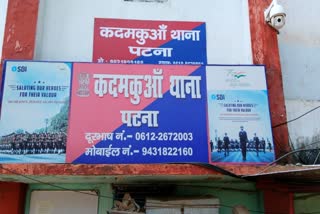 कदमकुआँ थाना
पटना
SBI
SALUTING OUR HEROES
FOR THEIR VALOUR
कदमकुआँ थाना
पटना
दूरभाष नं.- 0612-2672003
मोबाईल नं.- 9431822160
SALUTING OUR HEROES
FOR THEIR VALOUR
SBI